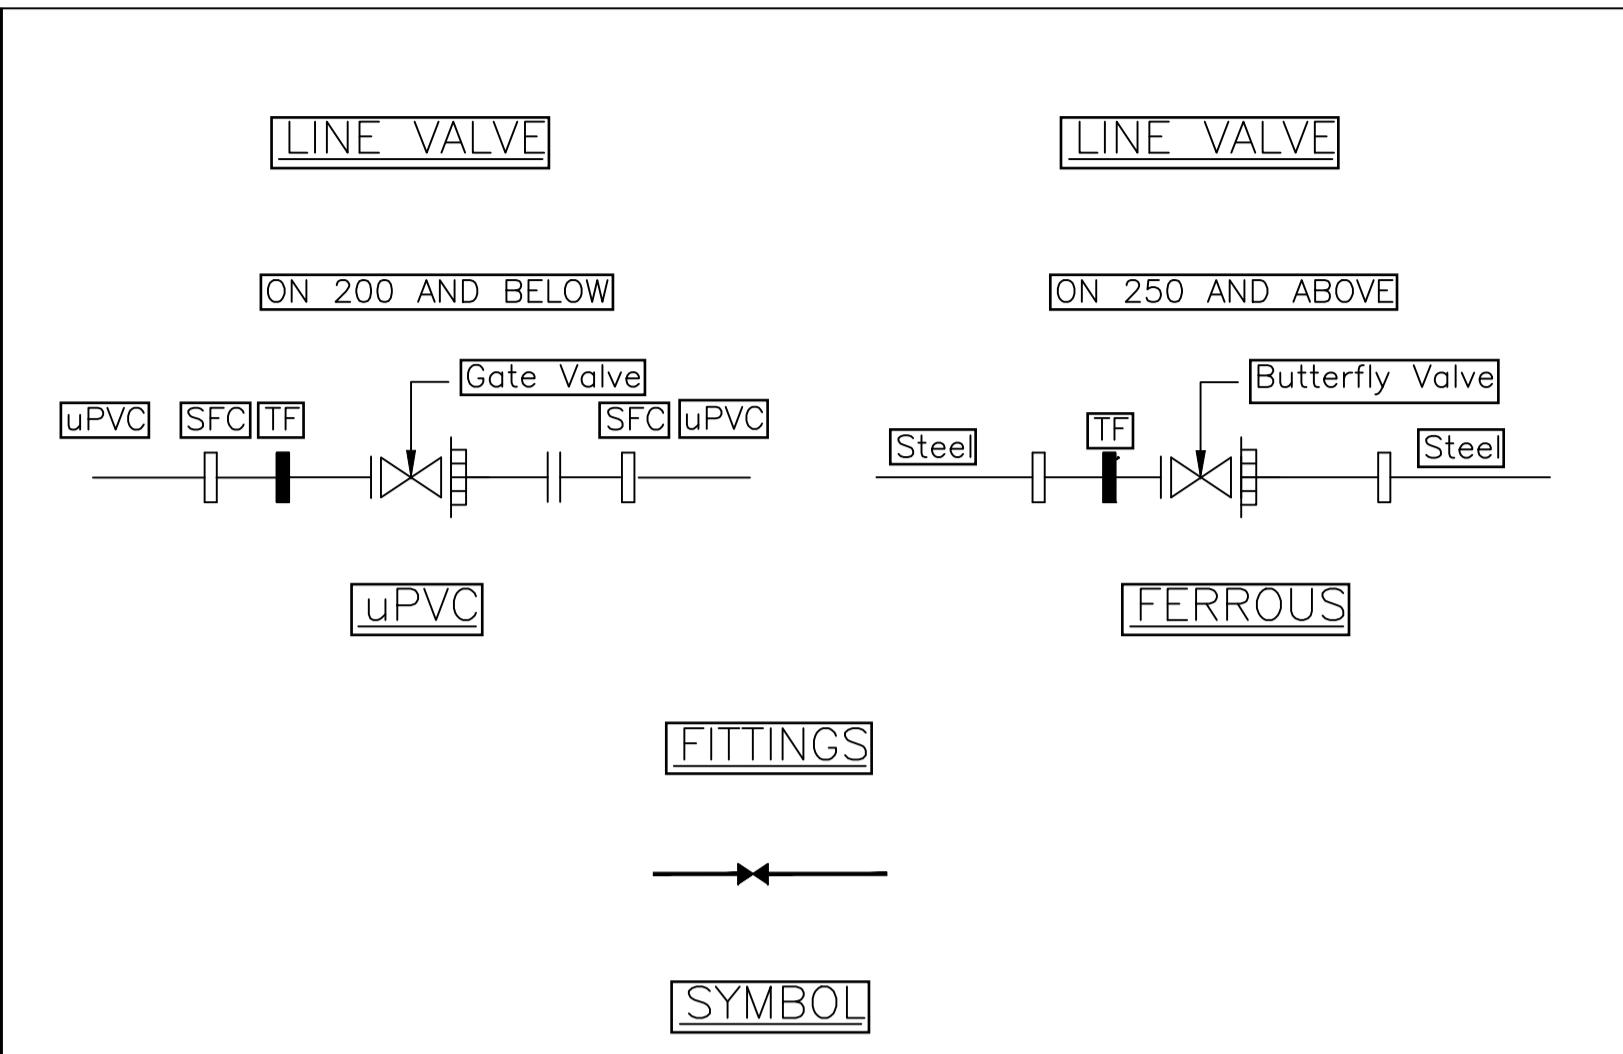 LINE VALVE
LINE VALVE
ON 200 AND BELOW
ON 250 AND ABOVE
Gate Valve
Butterfly Valve
uPVC
SFC
TF
SFC
uPVC
Steel
TF
Steel
uPVC
FERROUS
FITTINGS
SYMBOL